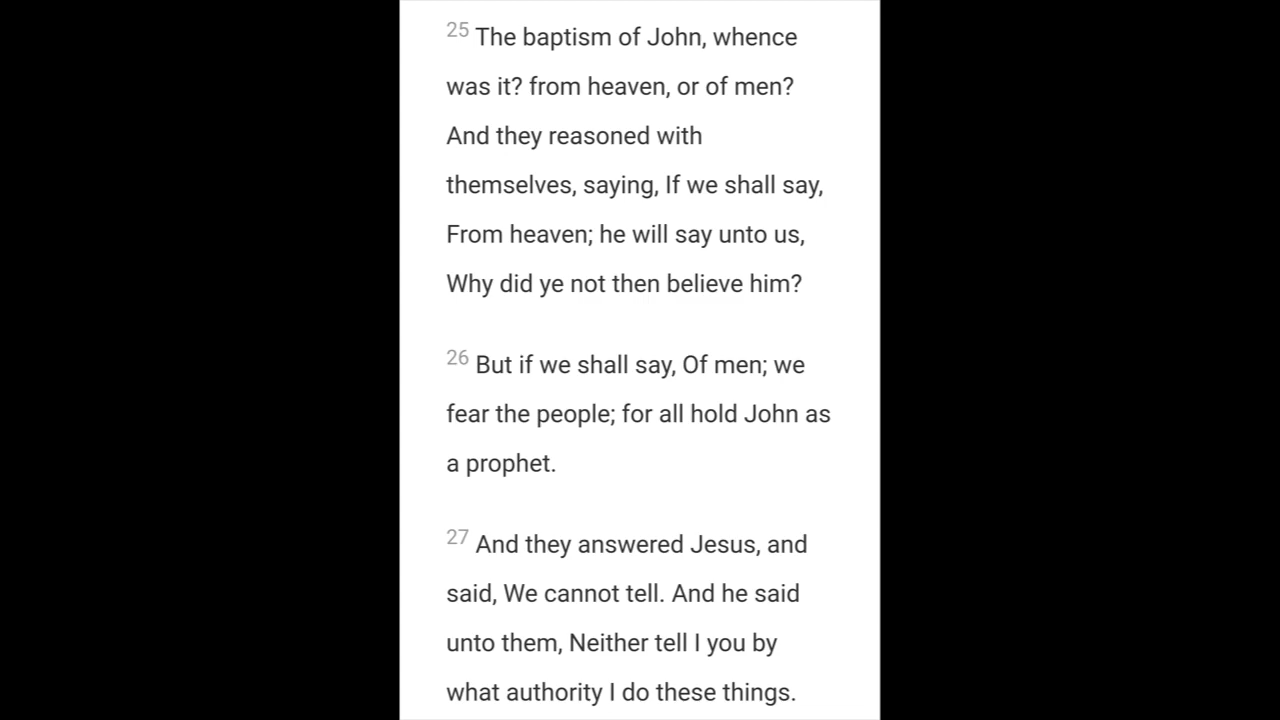 25 The baptism of John, whence
was it? from heaven, or of men?
And they reasoned with
themselves, saying, If we shall say,
From heaven; he will say unto us,
Why did ye not then believe him?
26 But if we shall say, Of men; we
fear the people; for all hold John as
a prophet.
27 And they answered Jesus, and
said, We cannot tell. And he said
unto them, Neither tell I you by
what authority I do these things.